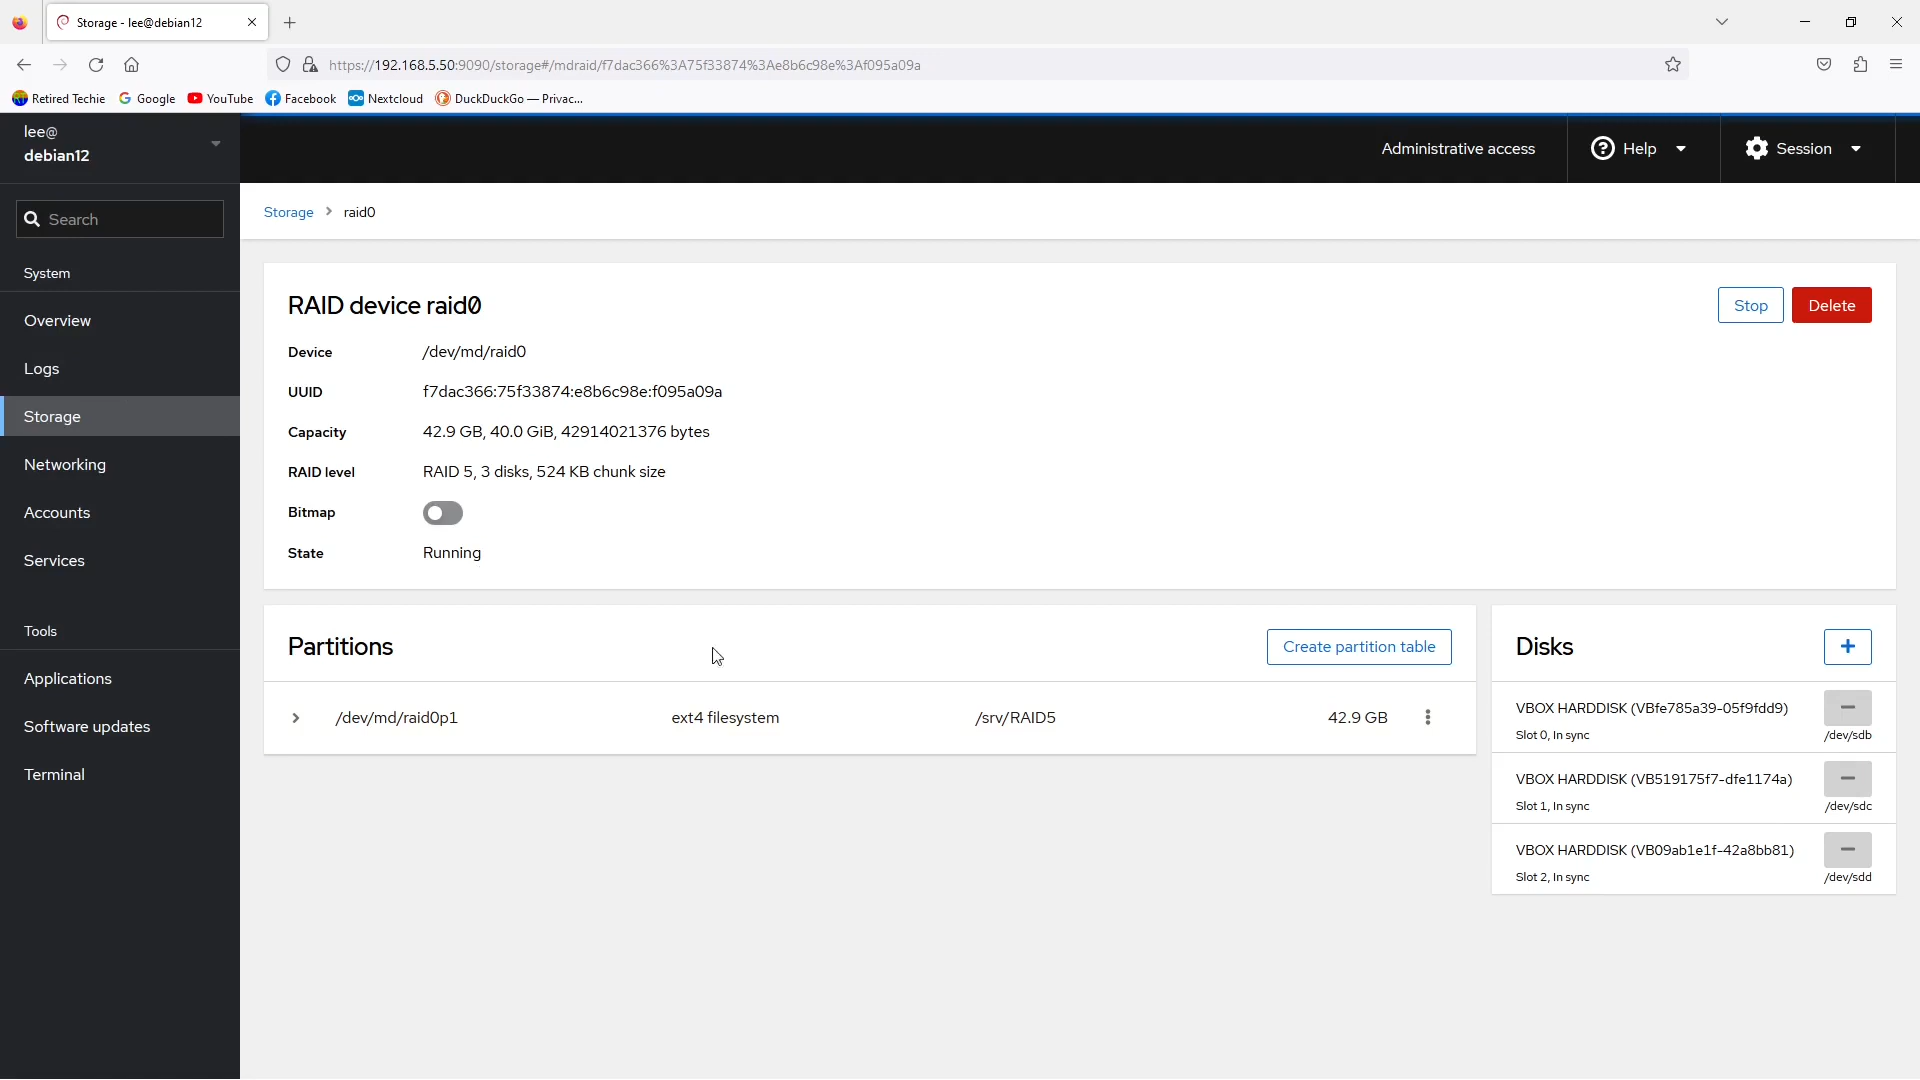 Storage - lee@debian12
https://192.168.5.50:9090/storage#/mdraid/f7dac366%3A75f33874%3Ae8b6c98e%3Af095a09a
Retired Techie Google YouTube Facebook Nextcloud DuckDuckGo — Privac...
lee@
debian12
Administrative access Help Session
Search
Storage > raid0
System
Overview
Logs
Storage
Networking
Accounts
Services
Tools
Applications
Software updates
Terminal
RAID device raid0
Stop Delete
Device /dev/md/raid0
UUID f7dac366:75f33874:e8b6c98e:f095a09a
Capacity 42.9 GB, 40.0 GiB, 42914021376 bytes
RAID level RAID 5, 3 disks, 524 KB chunk size
Bitmap
State Running
Partitions Create partition table
/dev/md/raid0p1 ext4 filesystem /srv/RAID5 42.9 GB
Disks
VBOX HARDDISK (VBfe785a39-05f9fdd9)
Slot 0, In sync /dev/sdb
VBOX HARDDISK (VB519175f7-dfe1174a)
Slot 1, In sync /dev/sdc
VBOX HARDDISK (VB09ab1e1f-42a8bb81)
Slot 2, In sync /dev/sdd